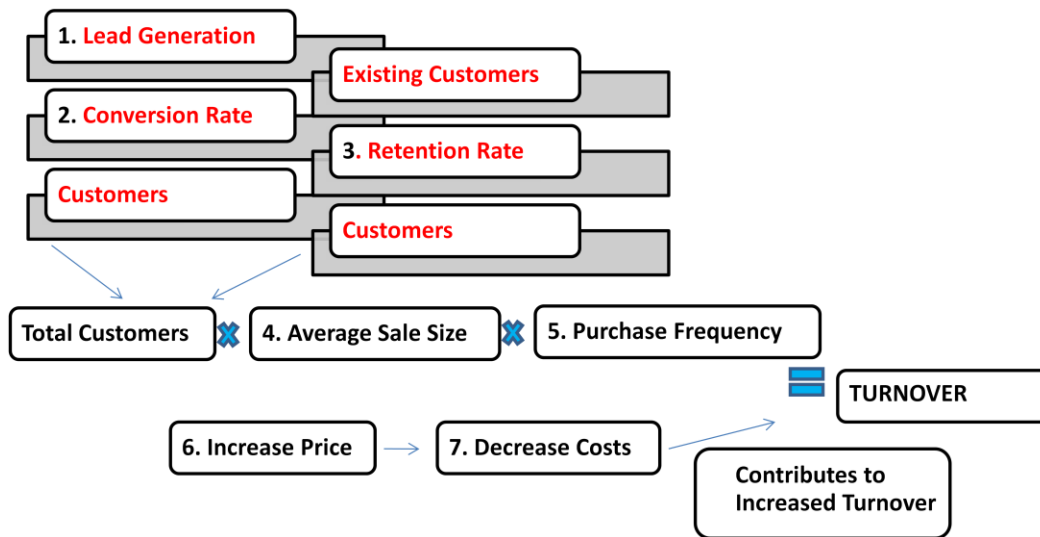 1. Lead Generation
Existing Customers
2. Conversion Rate
3. Retention Rate
Customers
Customers
Total Customers
4. Average Sale Size
5. Purchase Frequency
TURNOVER
6. Increase Price
7. Decrease Costs
Contributes to
Increased Turnover